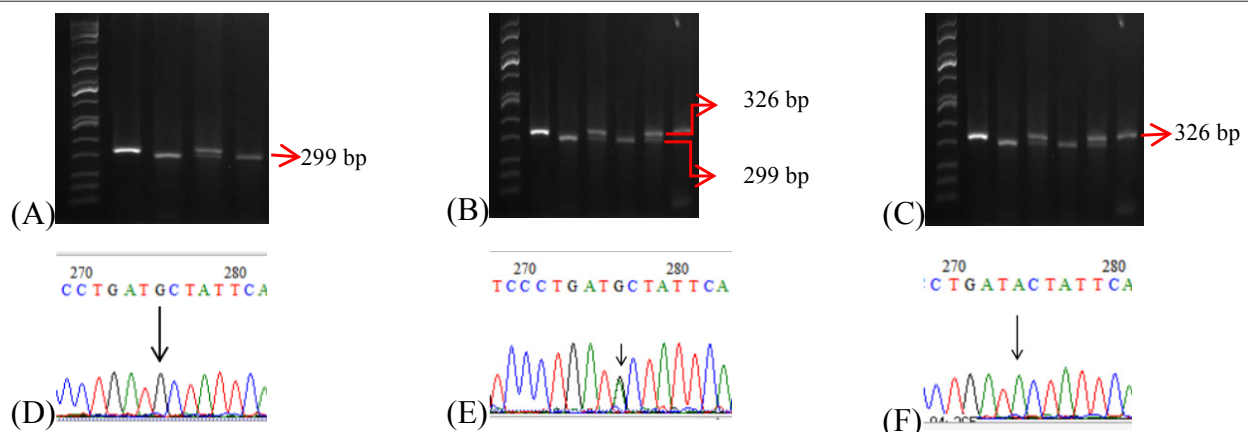 299 bp
(A)
326 bp
299 bp
(B)
326 bp
(C)
270 280
CCTGATGCTATTCA
(D)
270 280
TCCCTGATGCTATTCA
(E)
270 280
CTGATACTATTCA
(F)